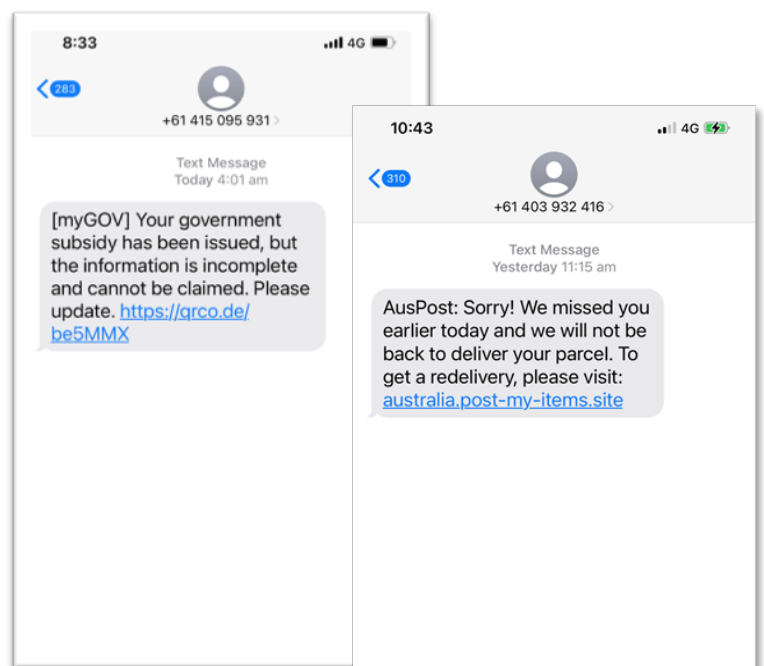 8:33
4G
283
+61 415 095 931
Text Message
Today 4:01 am
[myGOV] Your government
subsidy has been issued, but
the information is incomplete
and cannot be claimed. Please
update. https://qrco.de/
be5MMX
10:43
4G
310
+61 403 932 416
Text Message
Yesterday 11:15 am
AusPost: Sorry! We missed you
earlier today and we will not be
back to deliver your parcel. To
get a redelivery, please visit:
australia.post-my-items.site